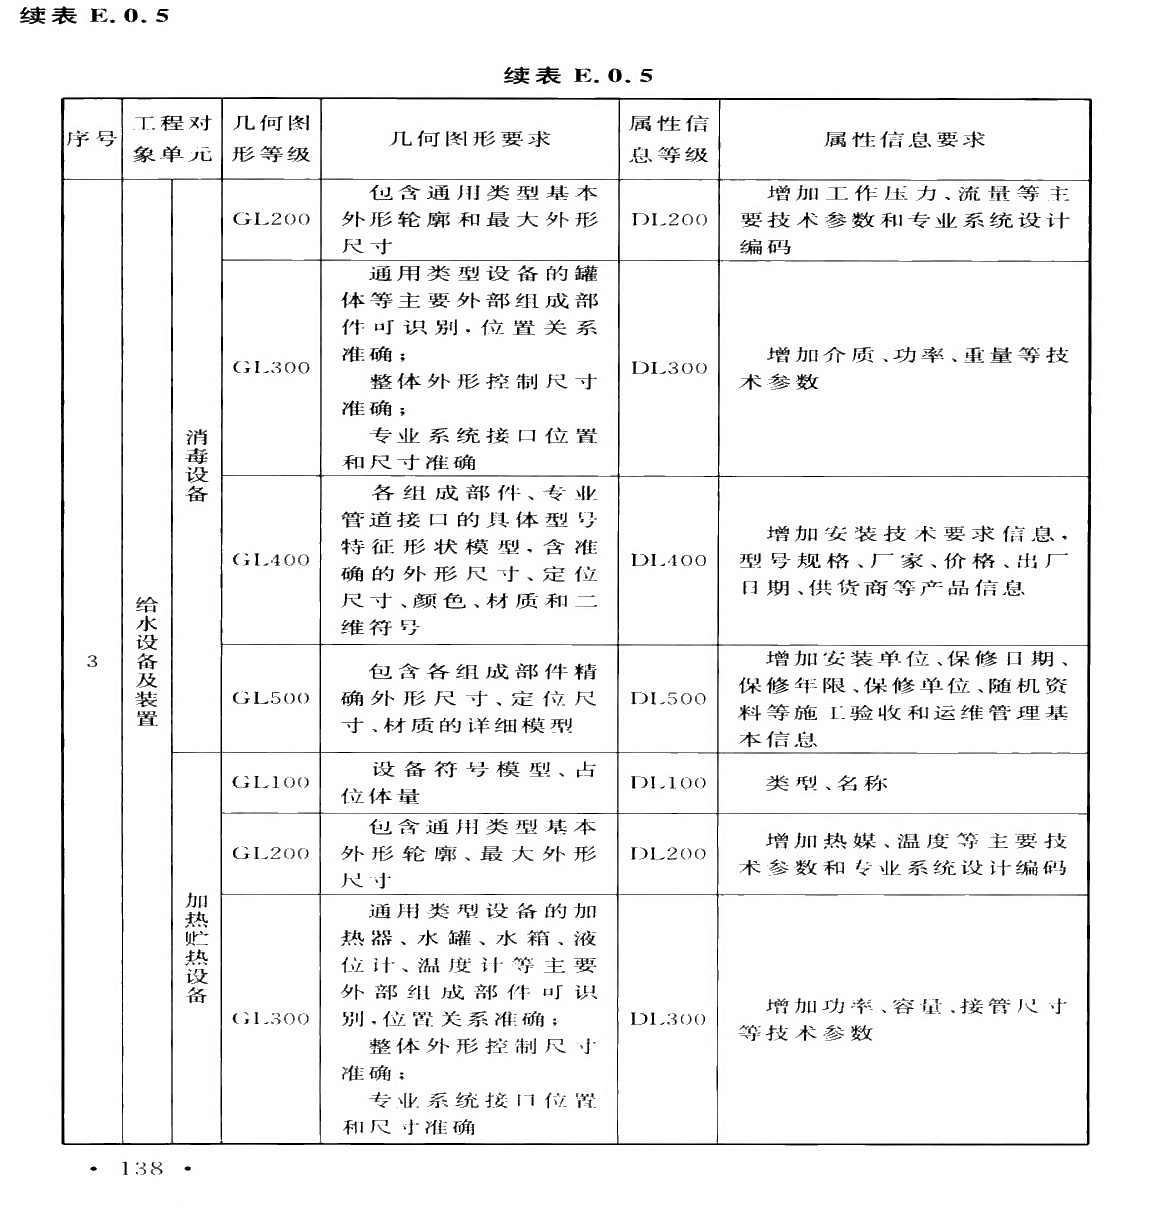 续表 E.0.5
续表 E.0.5
序号
工程对
象单元
几何图
形等级
几何图形要求
属性信
息等级
属性信息要求
3
给水设备及装置
消毒设备
GL200
包含通用类型基本
外形轮廓和最大外形
尺寸
DL200
增加工作压力、流量等主
要技术参数和专业系统设计
编码
GL300
通用类型设备的罐
体等主要外部组成部
件可识别,位置关系
准确;
整体外形控制尺寸
准确;
专业系统接口位置
和尺寸准确
DL300
增加介质、功率、重量等技
术参数
GL400
各组成部件、专业
管道接口的具体型号
特征形状模型,含准
确的外形尺寸、定位
尺寸、颜色、材质和二
维符号
DL400
增加安装技术要求信息,
型号规格、厂家、价格、出厂
日期、供货商等产品信息
GL500
包含各组成部件精
确外形尺寸、定位尺
寸、材质的详细模型
DL500
增加安装单位、保修日期、
保修年限、保修单位、随机资
料等施工验收和运维管理基
本信息
加热贮热设备
GL100
设备符号模型、占
位体量
DL100
类型、名称
GL200
包含通用类型基本
外形轮廓、最大外形
尺寸
DL200
增加热媒、温度等主要技
术参数和专业系统设计编码
GL300
通用类型设备的加
热器、水罐、水箱、液
位计、温度计等主要
外部组成部件可识
别,位置关系准确;
整体外形控制尺寸
准确;
专业系统接口位置
和尺寸准确
DL300
增加功率、容量、接管尺寸
等技术参数
• 138 •